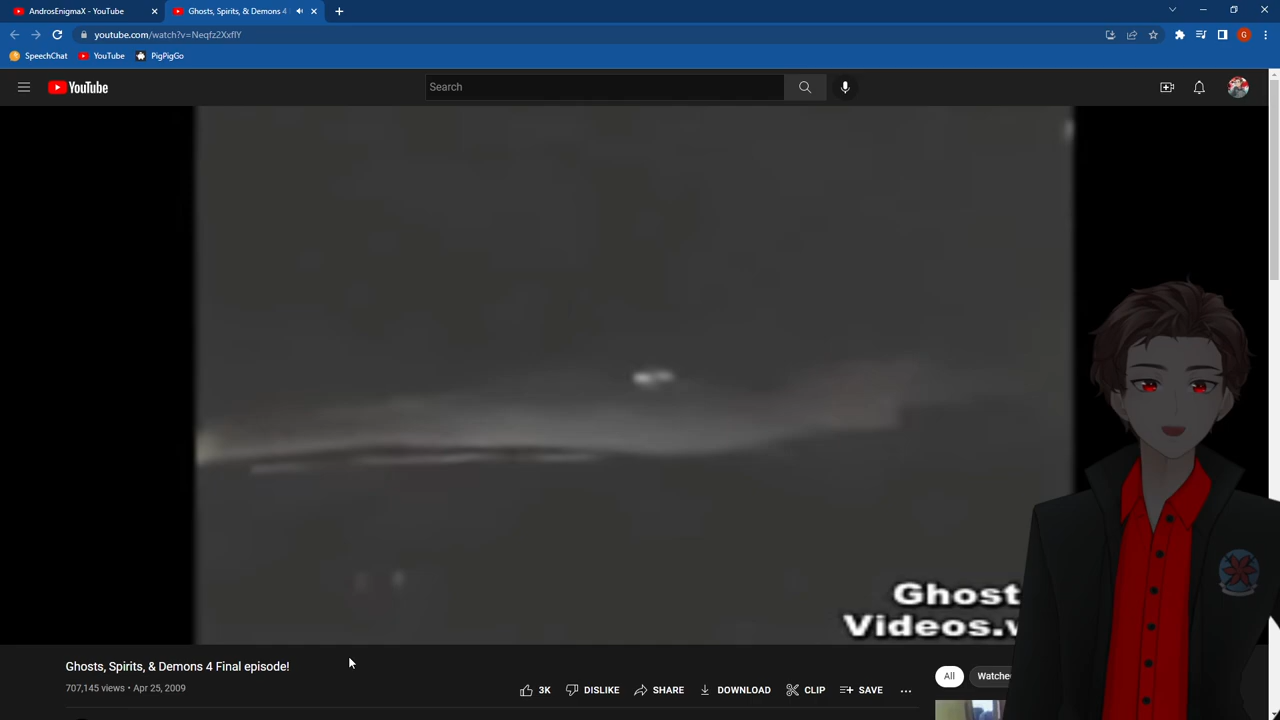 AndrosEnigmaX - YouTube
Ghosts, Spirits, & Demons 4
youtube.com/watch?v=Neqfz2XxflY
SpeechChat
YouTube
PigPigGo
YouTube
Search
Ghost
Videos.w
Ghosts, Spirits, & Demons 4 Final episode!
707,145 views • Apr 25, 2009
3K
DISLIKE
SHARE
DOWNLOAD
CLIP
SAVE
All
Watche
G